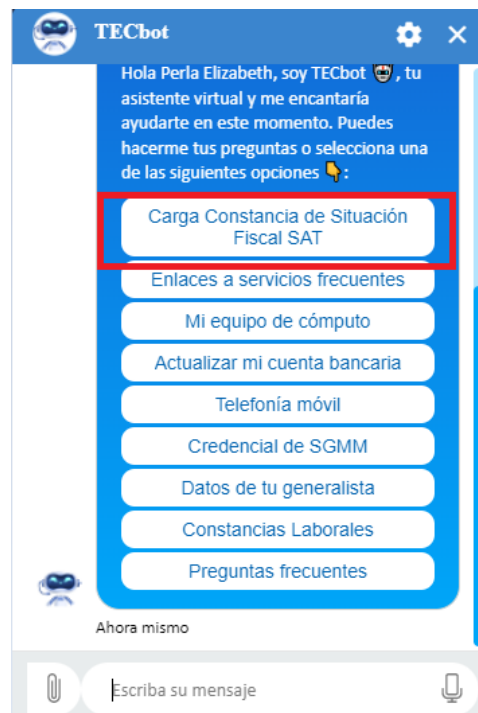 TECbot
Hola Perla Elizabeth, soy TECbot 🤖, tu
asistente virtual y me encantaría
ayudarte en este momento. Puedes
hacerme tus preguntas o selecciona una
de las siguientes opciones 👇:
Carga Constancia de Situación
Fiscal SAT
Enlaces a servicios frecuentes
Mi equipo de cómputo
Actualizar mi cuenta bancaria
Telefonía móvil
Credencial de SGMM
Datos de tu generalista
Constancias Laborales
Preguntas frecuentes
Ahora mismo
Escriba su mensaje